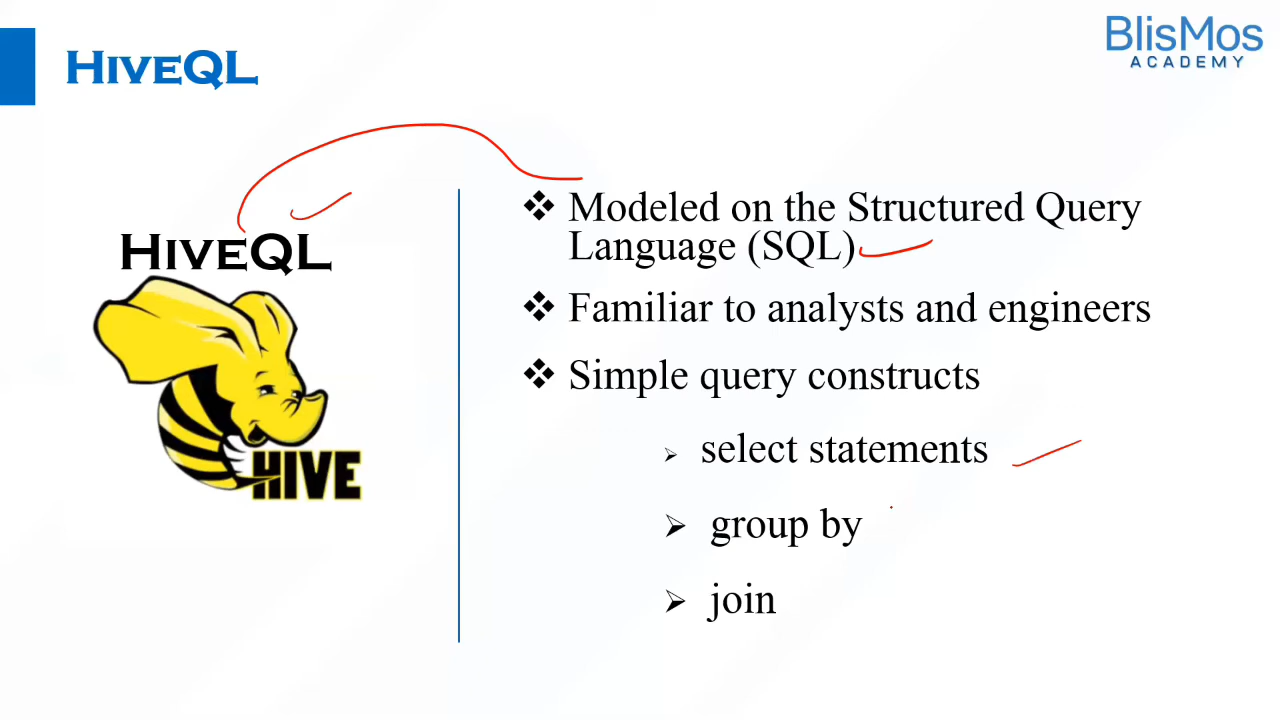 HIVEQL
BlisMos
ACADEMY
HIVEQL
HIVE
❖ Modeled on the Structured Query
Language (SQL)
❖ Familiar to analysts and engineers
❖ Simple query constructs
➢ select statements
➢ group by
➢ join